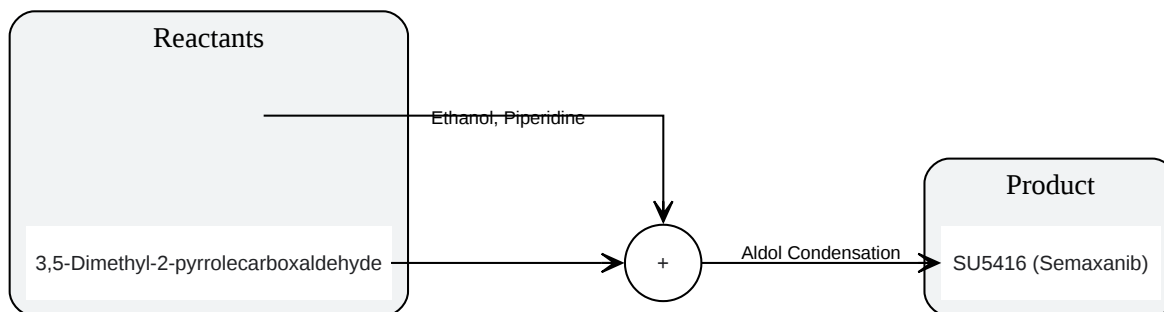 Reactants
Ethanol, Piperidine
Product
3,5-Dimethyl-2-pyrrolecarboxaldehyde
+
Aldol Condensation
SU5416 (Semaxanib)